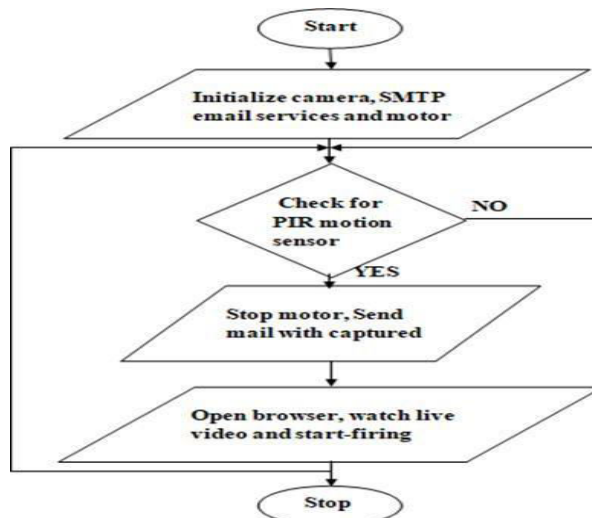 Start
Initialize camera, SMTP
email services and motor
Check for
PIR motion
sensor
NO
YES
Stop motor, Send
mail with captured
Open browser, watch live
video and start-firing
Stop